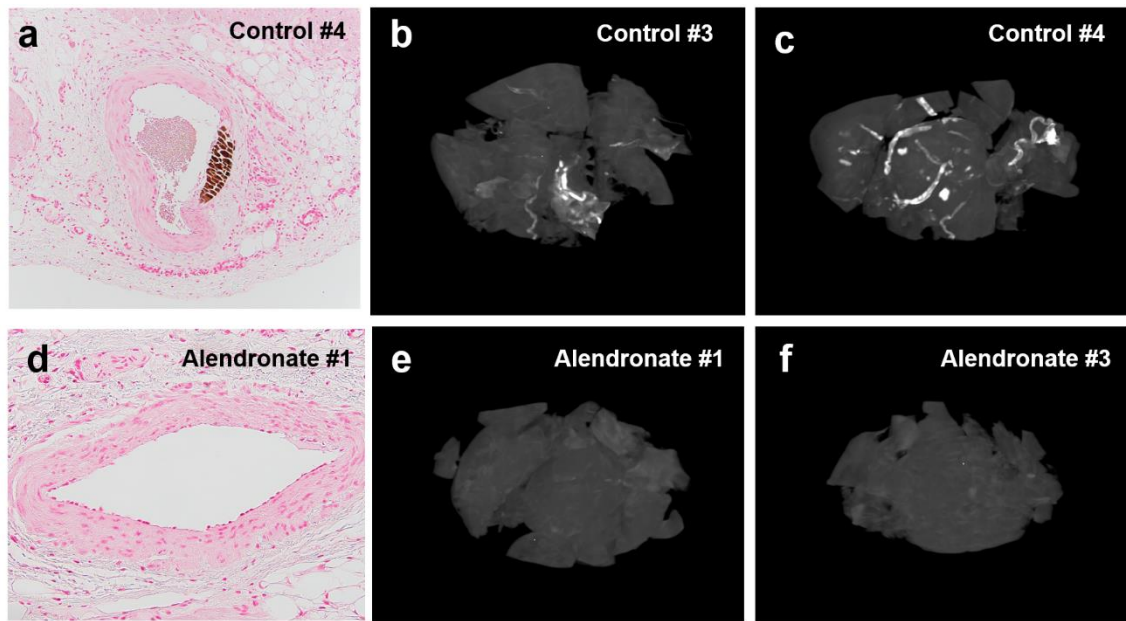 a
Control #4
b
Control #3
c
Control #4
d
Alendronate #1
e
Alendronate #1
f
Alendronate #3